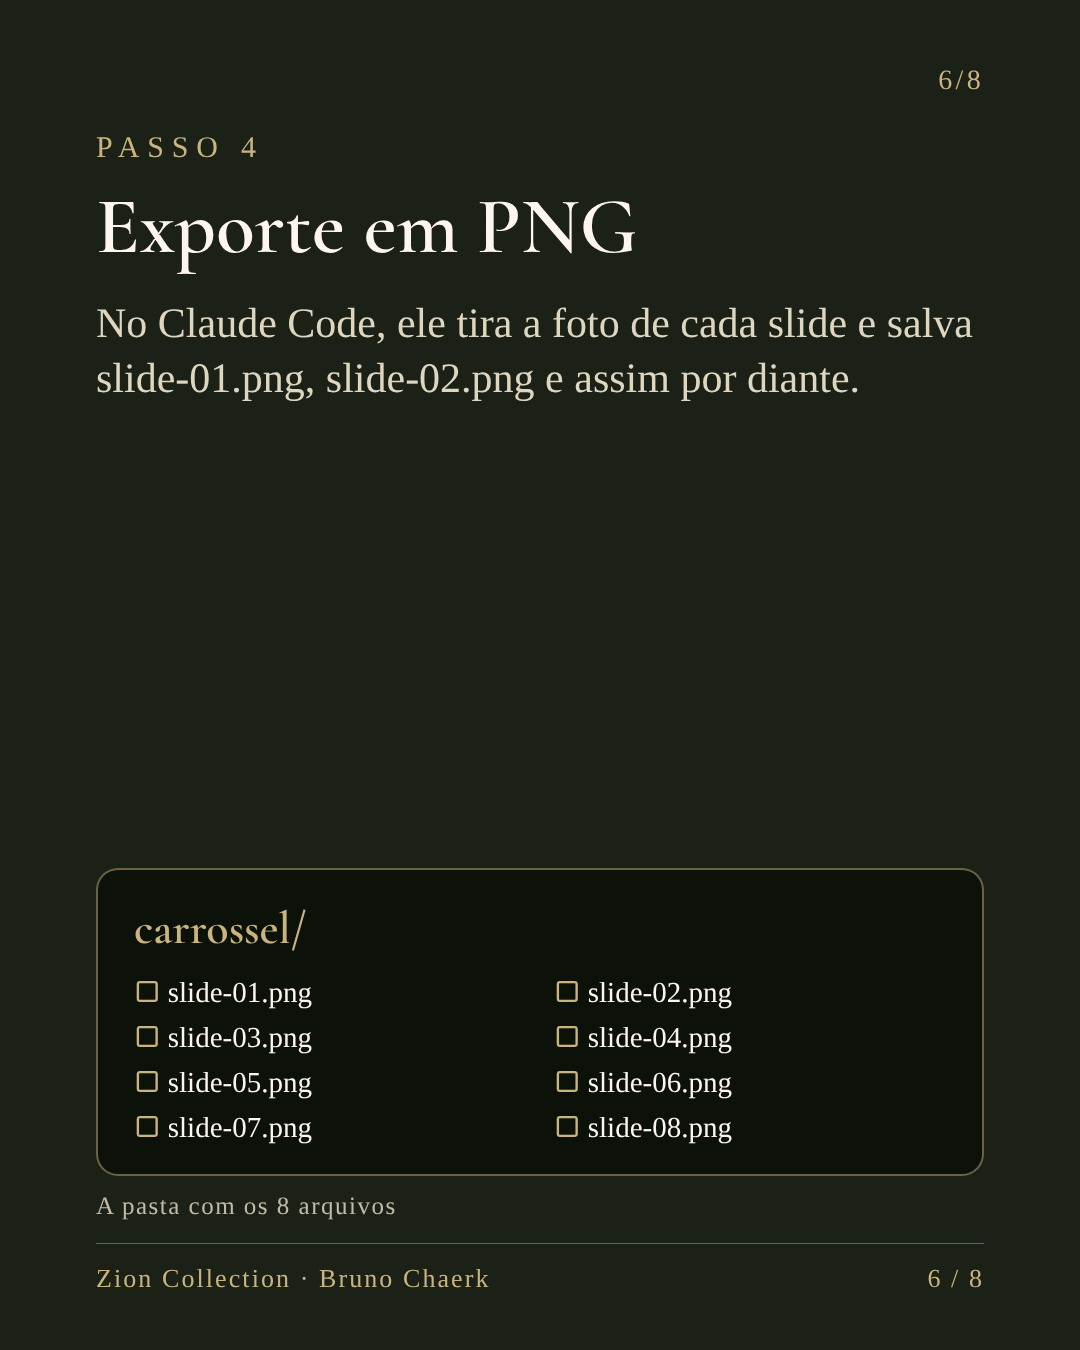 6/8
PASSO 4
Exporte em PNG
No Claude Code, ele tira a foto de cada slide e salva
slide-01.png, slide-02.png e assim por diante.
carrossel/
slide-01.png
slide-02.png
slide-03.png
slide-04.png
slide-05.png
slide-06.png
slide-07.png
slide-08.png
A pasta com os 8 arquivos
Zion Collection · Bruno Chaerk
6 / 8